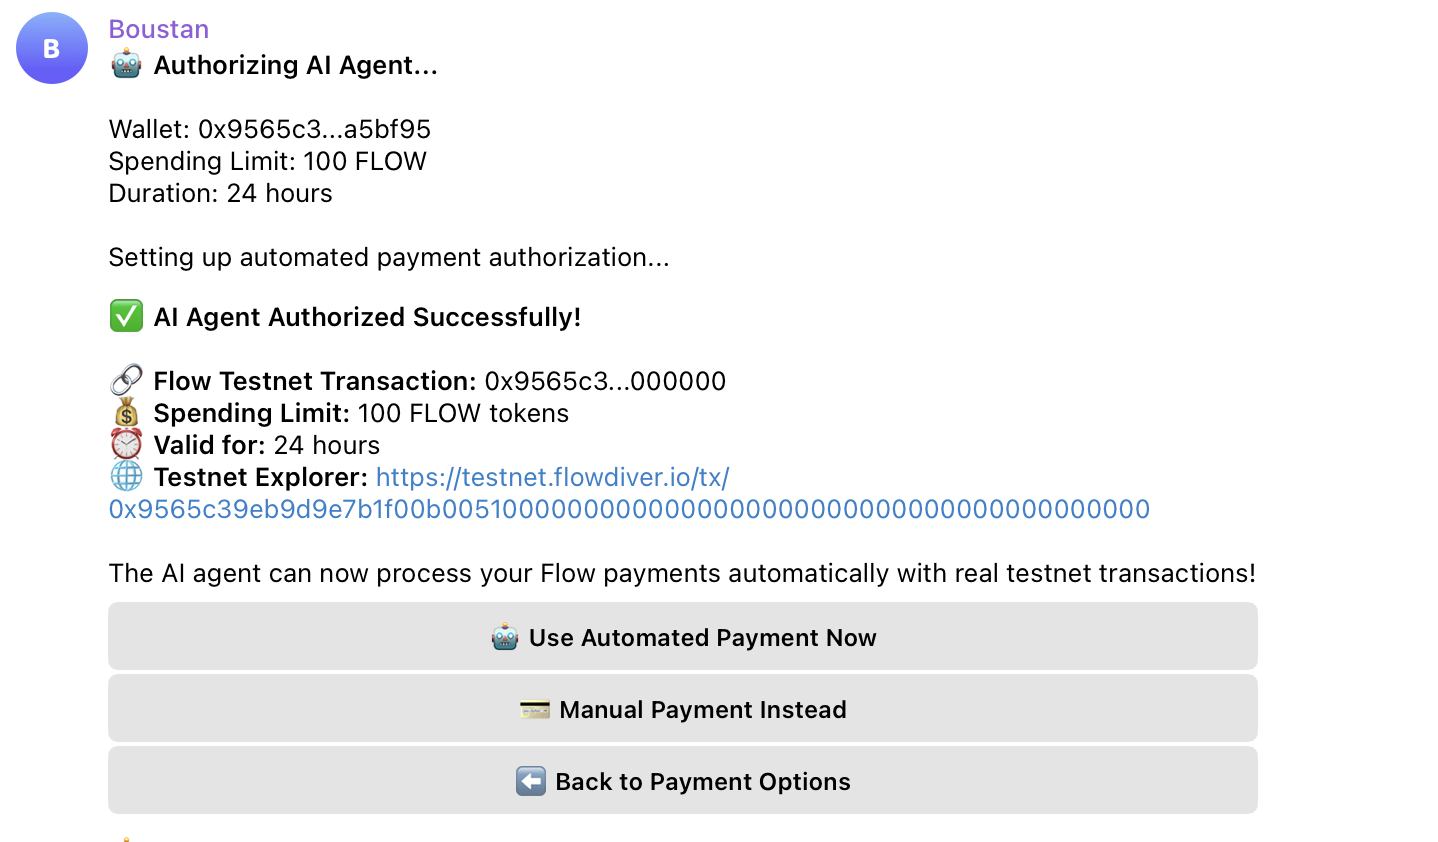 B
Boustan
🤖 Authorizing AI Agent...
Wallet: 0x9565c3...a5bf95
Spending Limit: 100 FLOW
Duration: 24 hours
Setting up automated payment authorization...
✅ AI Agent Authorized Successfully!
🔗 Flow Testnet Transaction: 0x9565c3...000000
💰 Spending Limit: 100 FLOW tokens
⏰ Valid for: 24 hours
🌐 Testnet Explorer: https://testnet.flowdiver.io/tx/
0x9565c39eb9d9e7b1f00b00510000000000000000000000000000000000000000
The AI agent can now process your Flow payments automatically with real testnet transactions!
🤖 Use Automated Payment Now
💳 Manual Payment Instead
⬅️ Back to Payment Options